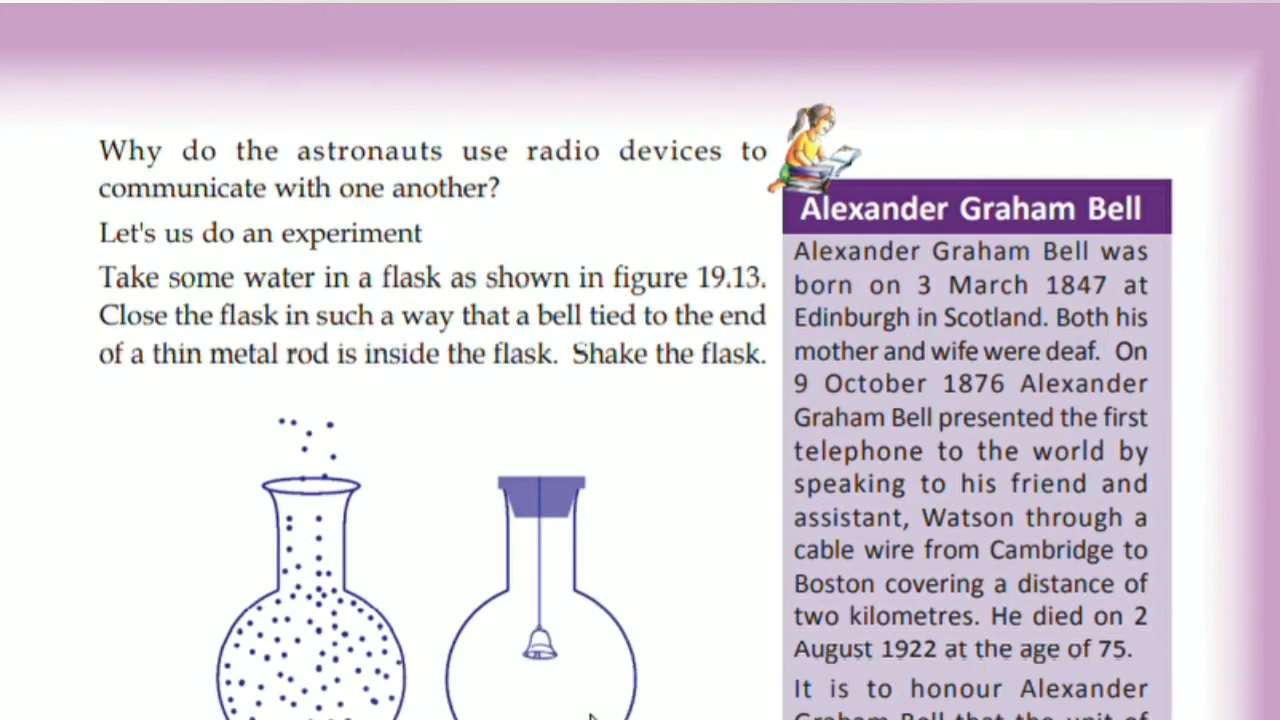 Why do the astronauts use radio devices to
communicate with one another?
Let's us do an experiment
Take some water in a flask as shown in figure 19.13.
Close the flask in such a way that a bell tied to the end
of a thin metal rod is inside the flask. Shake the flask.
Alexander Graham Bell
Alexander Graham Bell was
born on 3 March 1847 at
Edinburgh in Scotland. Both his
mother and wife were deaf. On
9 October 1876 Alexander
Graham Bell presented the first
telephone to the world by
speaking to his friend and
assistant, Watson through a
cable wire from Cambridge to
Boston covering a distance of
two kilometres. He died on 2
August 1922 at the age of 75.
It is to honour Alexander
Graham Bell that the unit of